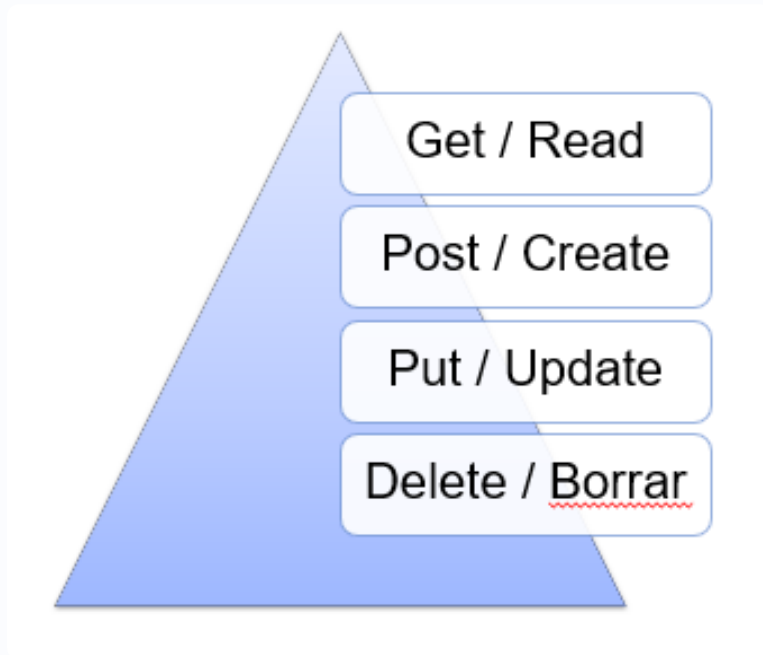 Get / Read
Post / Create
Put / Update
Delete / Borrar